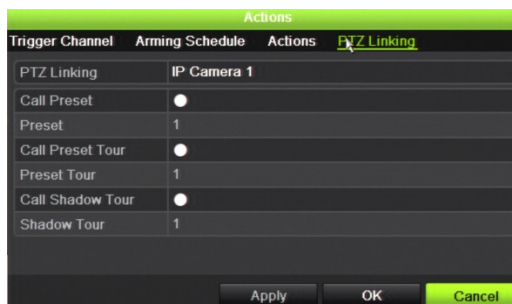 Actions
Trigger Channel Arming Schedule Actions PTZ Linking
PTZ Linking IP Camera 1
Call Preset
Preset 1
Call Preset Tour
Preset Tour 1
Call Shadow Tour
Shadow Tour 1
Apply OK Cancel